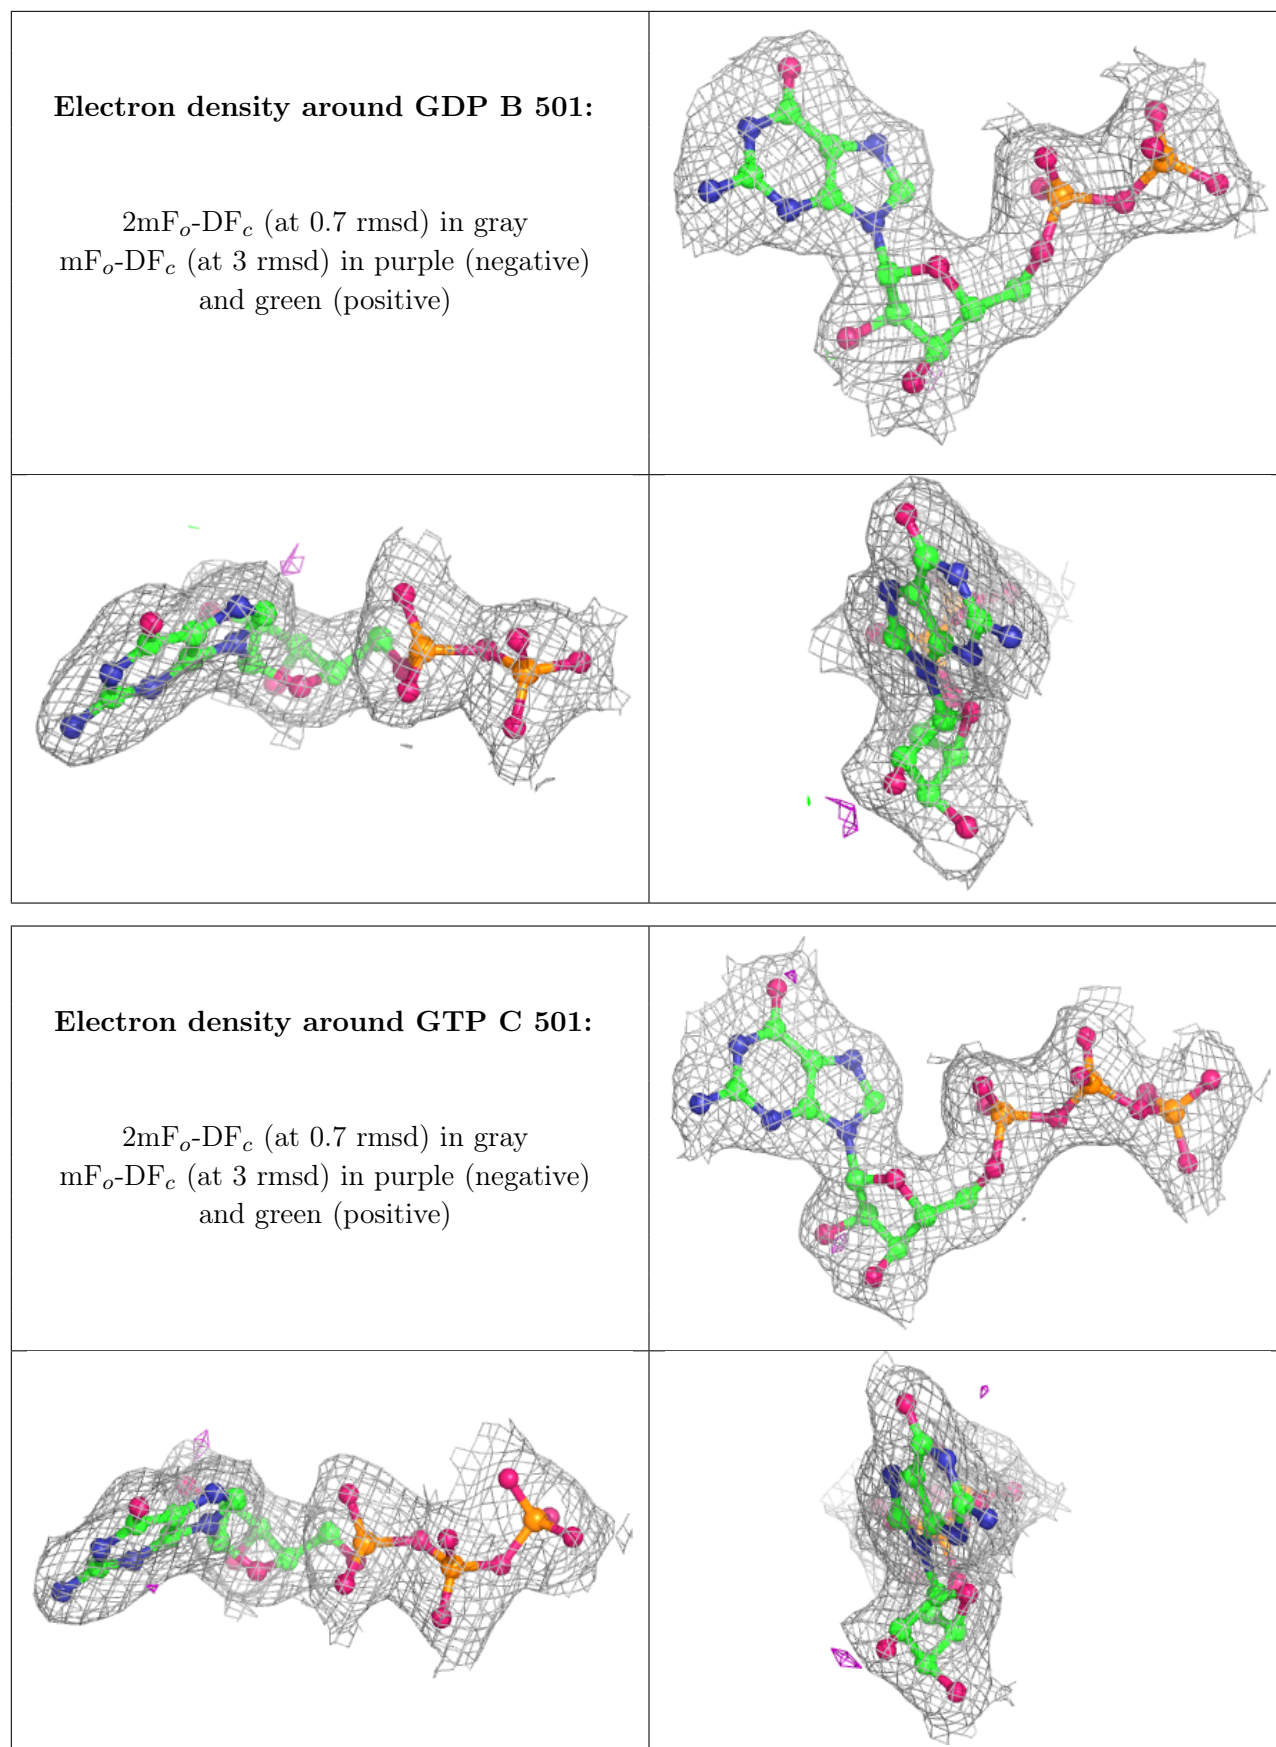 Electron density around GDP B 501:
2mFₒ-DF𝒸 (at 0.7 rmsd) in gray
mFₒ-DF𝒸 (at 3 rmsd) in purple (negative)
and green (positive)
Electron density around GTP C 501:
2mFₒ-DF𝒸 (at 0.7 rmsd) in gray
mFₒ-DF𝒸 (at 3 rmsd) in purple (negative)
and green (positive)